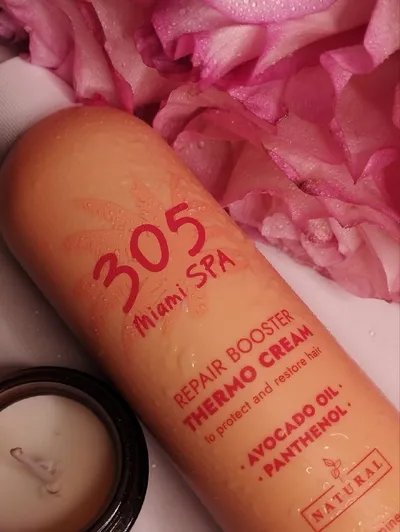 305
Miami SPA
REPAIR BOOSTER
THERMO CREAM
to protect and restore hair
· AVOCADO OIL ·
· PANTHENOL ·
NATURAL